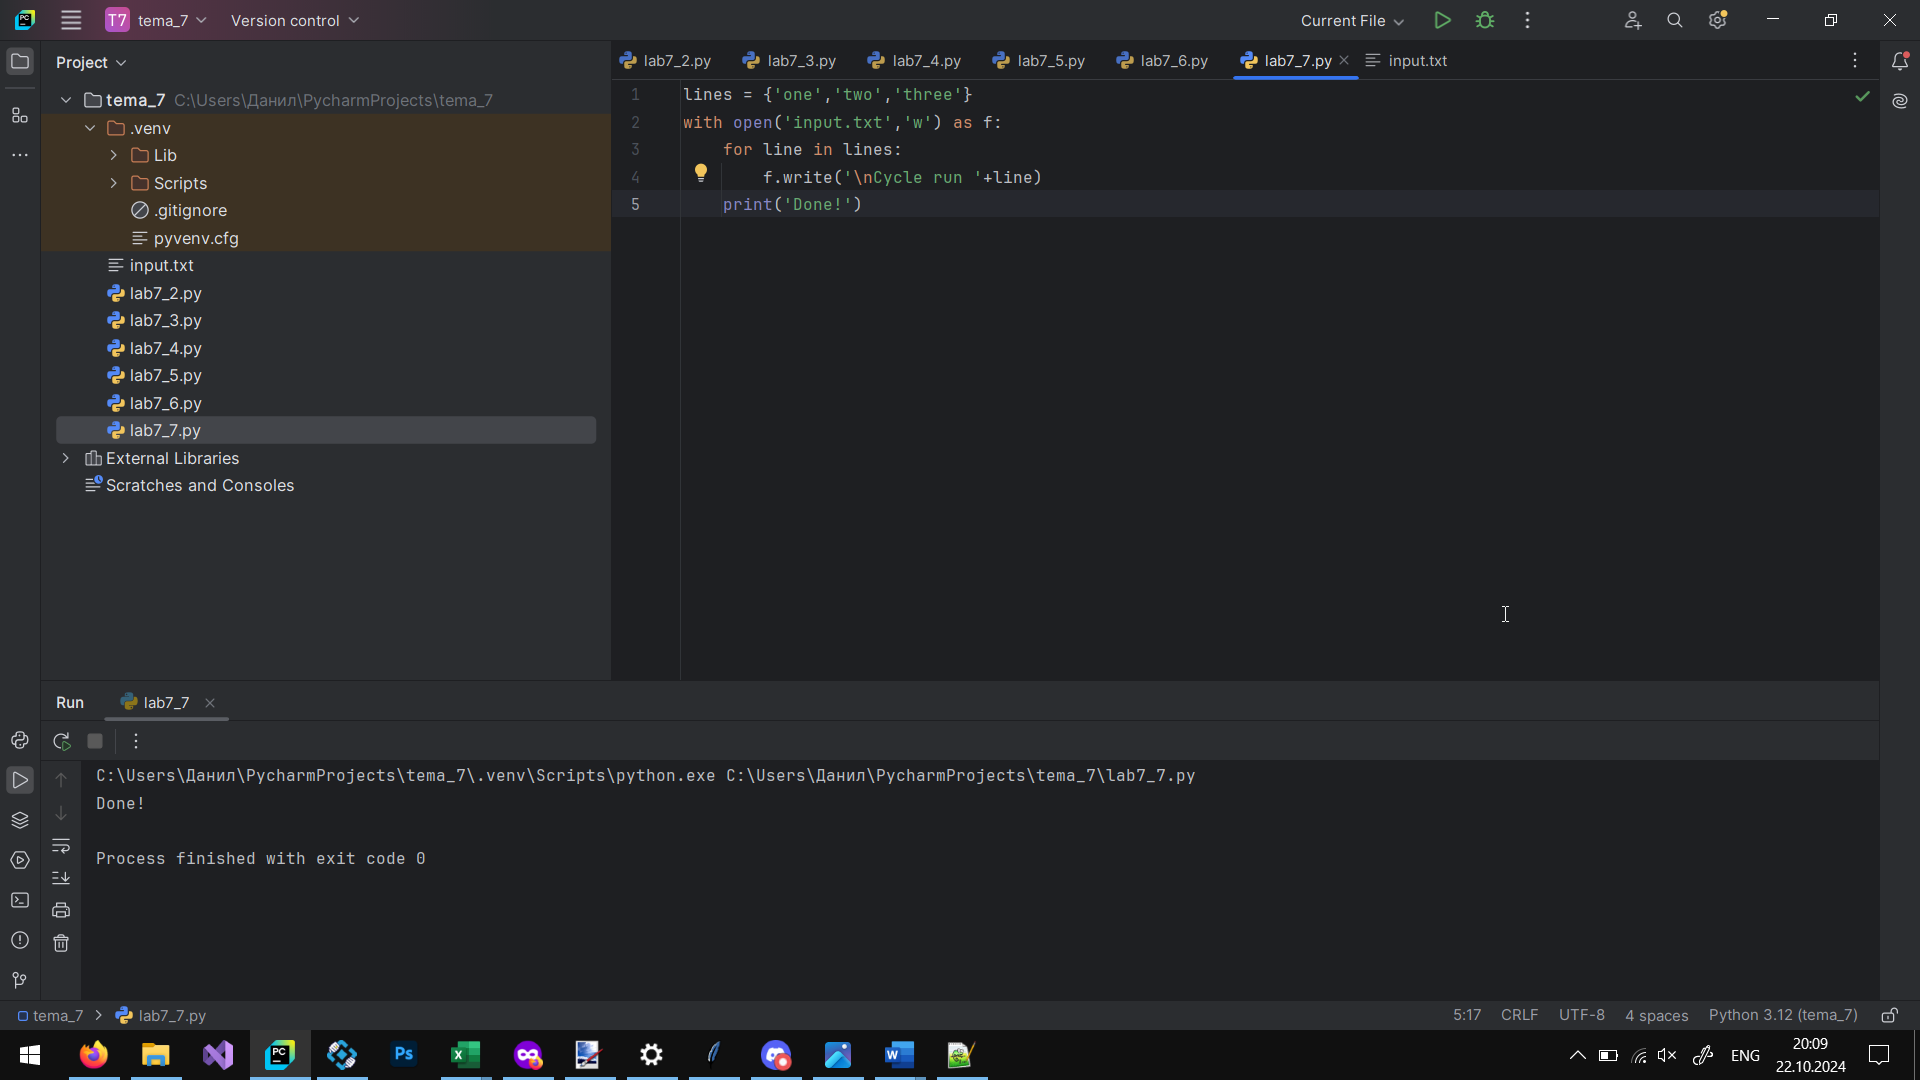 PC
T7 tema_7 Version control
Current File
Project
tema_7 C:\Users\Данил\PycharmProjects\tema_7
.venv
Lib
Scripts
.gitignore
pyvenv.cfg
input.txt
lab7_2.py
lab7_3.py
lab7_4.py
lab7_5.py
lab7_6.py
lab7_7.py
External Libraries
Scratches and Consoles
lab7_2.py lab7_3.py lab7_4.py lab7_5.py lab7_6.py lab7_7.py input.txt
1 lines = {'one','two','three'}
2 with open('input.txt','w') as f:
3 for line in lines:
4 f.write('\nCycle run '+line)
5 print('Done!')
Run lab7_7
C:\Users\Данил\PycharmProjects\tema_7\.venv\Scripts\python.exe C:\Users\Данил\PycharmProjects\tema_7\lab7_7.py
Done!
Process finished with exit code 0
tema_7 lab7_7.py
5:17 CRLF UTF-8 4 spaces Python 3.12 (tema_7)
PC Ps X W ENG
20:09
22.10.2024